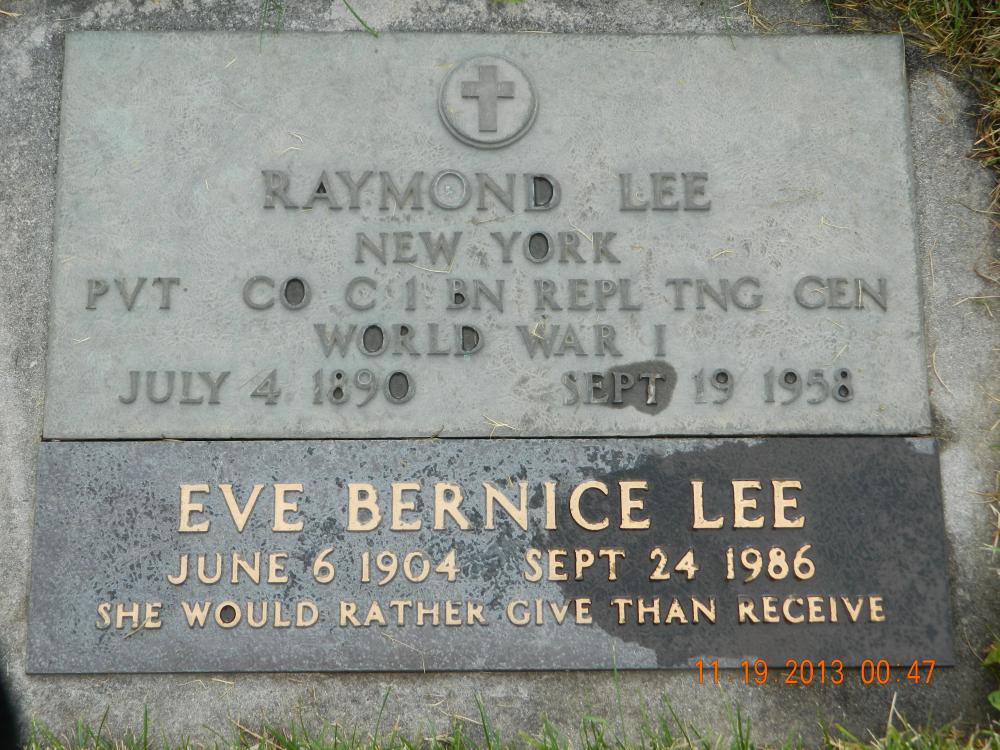 RAYMOND LEE
NEW YORK
PVT CO C 1 BN REPL TNG CEN
WORLD WAR I
JULY 4 1890 SEPT 19 1958
EVE BERNICE LEE
JUNE 6 1904 SEPT 24 1986
SHE WOULD RATHER GIVE THAN RECEIVE
11.19.2013 00:47